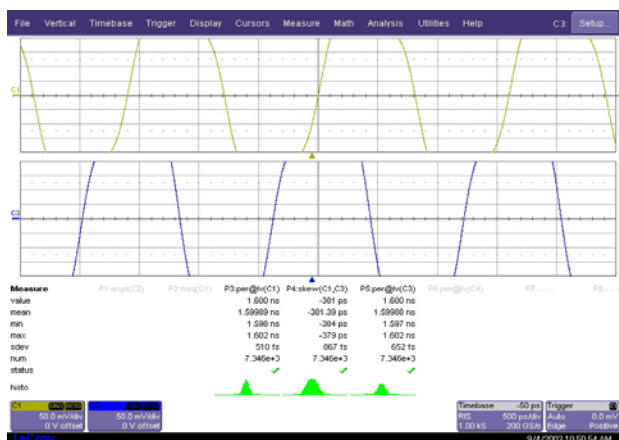 File Vertical Timebase Trigger Display Cursors Measure Math Analysis Utilities Help C3: Setup...
C1
C3
Measure P1:ampl(C2) P2:freq(C1) P3:per@lv(C1) P4:skew(C1,C3) P5:per@lv(C3) P6:per@lv(C4) P7:- - - P8:- - -
value 1.600 ns -381 ps 1.600 ns
mean 1.59989 ns -381.39 ps 1.59988 ns
min 1.598 ns -384 ps 1.597 ns
max 1.602 ns -379 ps 1.602 ns
sdev 510 fs 867 fs 652 fs
num 7.346e+3 7.346e+3 7.346e+3
status
histo
C1 Timebase -50 ps Trigger
50.0 mV/div 50.0 mV/div RIS 500 ps/div Auto 0.0 mV
0 V offset 0 V offset 1.00 kS 200 GS/s Edge Positive
LeCroy 9/4/2003 10:50:54 AM